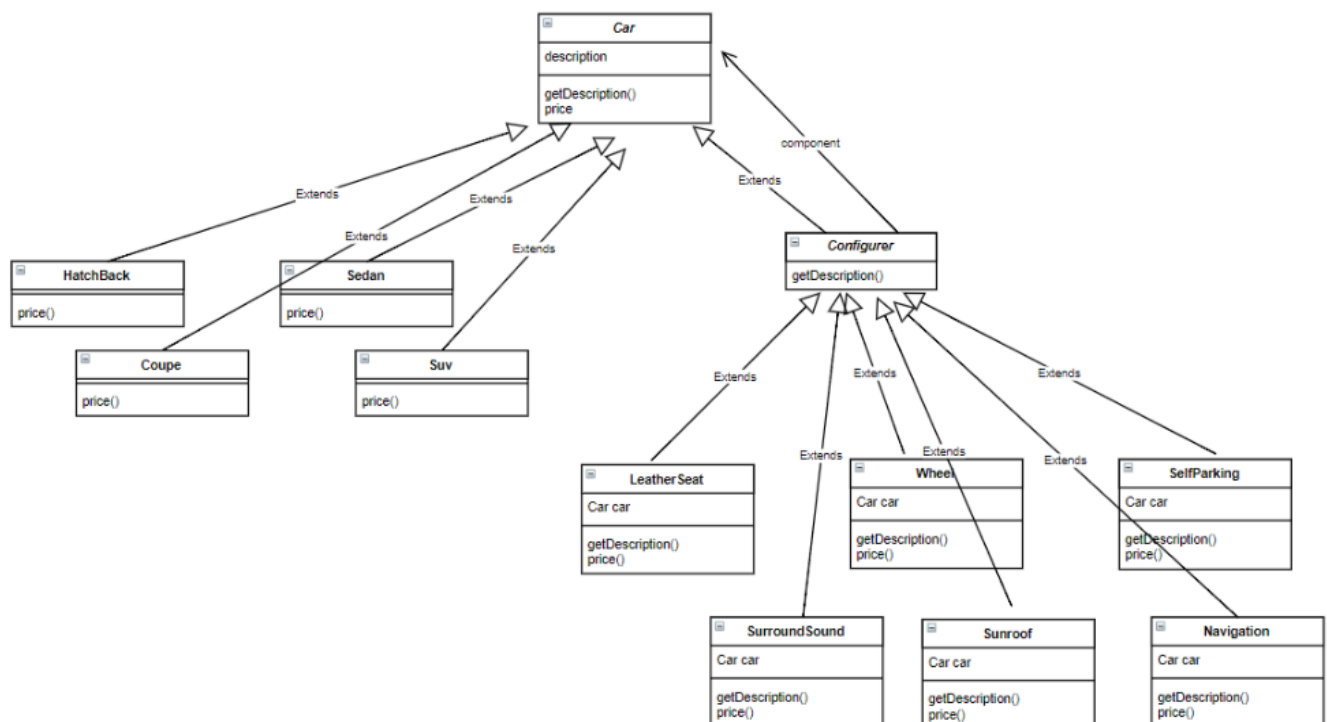 Car
description
getDescription()
price
component
Extends
Extends
Extends
Extends
Extends
Configurer
getDescription()
HatchBack
price()
Sedan
price()
Coupe
price()
Suv
price()
Extends
Extends
Extends
Extends
Extends
Extends
LeatherSeat
Car car
getDescription()
price()
Wheel
Car car
getDescription()
price()
SelfParking
Car car
getDescription()
price()
SurroundSound
Car car
getDescription()
price()
Sunroof
Car car
getDescription()
price()
Navigation
Car car
getDescription()
price()